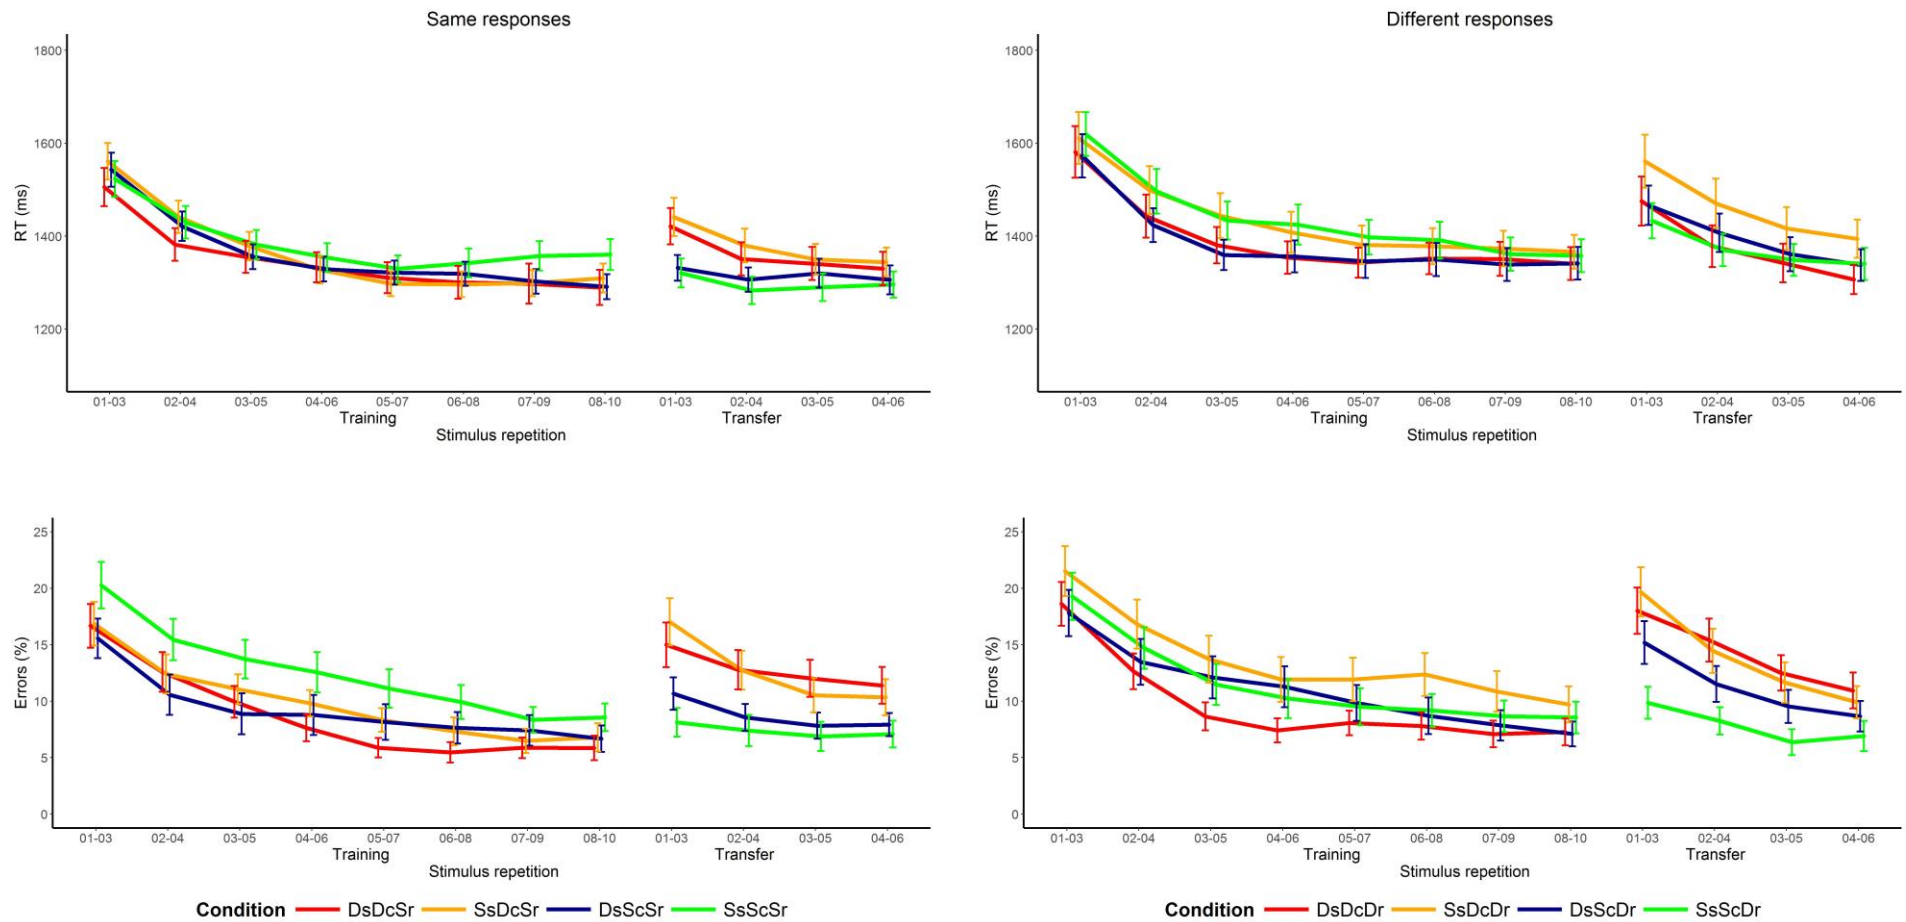 Same responses
Different responses
1800
1600
1400
1200
RT (ms)
01-03 02-04 03-05 04-06 05-07 06-08 07-09 08-10 01-03 02-04 03-05 04-06
Training Transfer
Stimulus repetition
1800
1600
1400
1200
RT (ms)
01-03 02-04 03-05 04-06 05-07 06-08 07-09 08-10 01-03 02-04 03-05 04-06
Training Transfer
Stimulus repetition
25
20
15
10
5
0
Errors (%)
01-03 02-04 03-05 04-06 05-07 06-08 07-09 08-10 01-03 02-04 03-05 04-06
Training Transfer
Stimulus repetition
25
20
15
10
5
0
Errors (%)
01-03 02-04 03-05 04-06 05-07 06-08 07-09 08-10 01-03 02-04 03-05 04-06
Training Transfer
Stimulus repetition
Condition DsDcSr SsDcSr DsScSr SsScSr
Condition DsDcDr SsDcDr DsScDr SsScDr